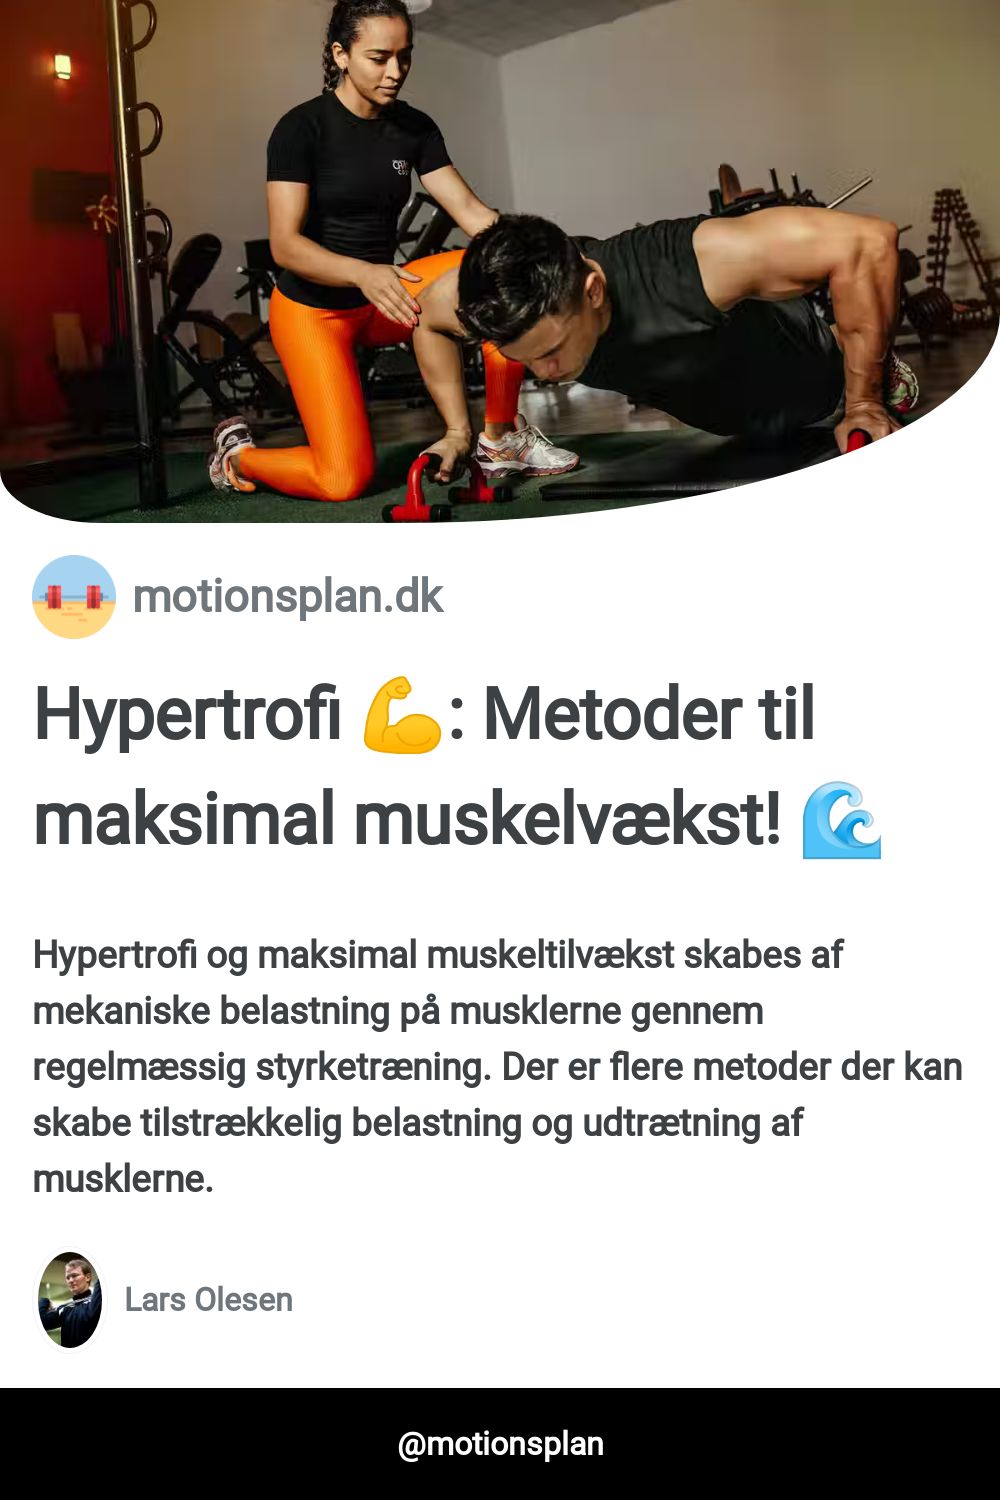 motionsplan.dk
Hypertrofi 💪: Metoder til
maksimal muskelvækst! 🌊
Hypertrofi og maksimal muskeltilvækst skabes af
mekaniske belastning på musklerne gennem
regelmæssig styrketræning. Der er flere metoder der kan
skabe tilstrækkelig belastning og udtrætning af
musklerne.
Lars Olesen
@motionsplan